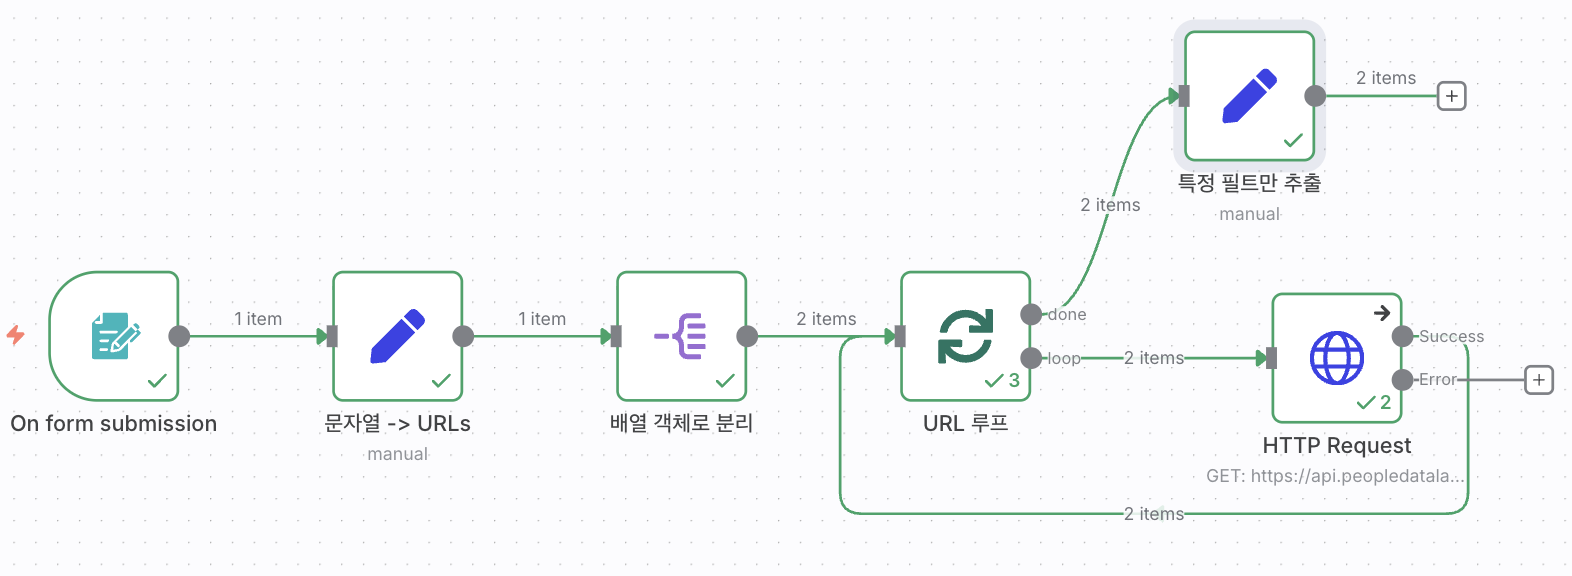 2 items
특정 필트만 추출
manual
2 items
1 item
1 item
2 items
done
loop
2 items
Success
Error
3
2
On form submission
문자열 -> URLs
manual
배열 객체로 분리
URL 루프
HTTP Request
GET: https://api.peopledatala...
2 items